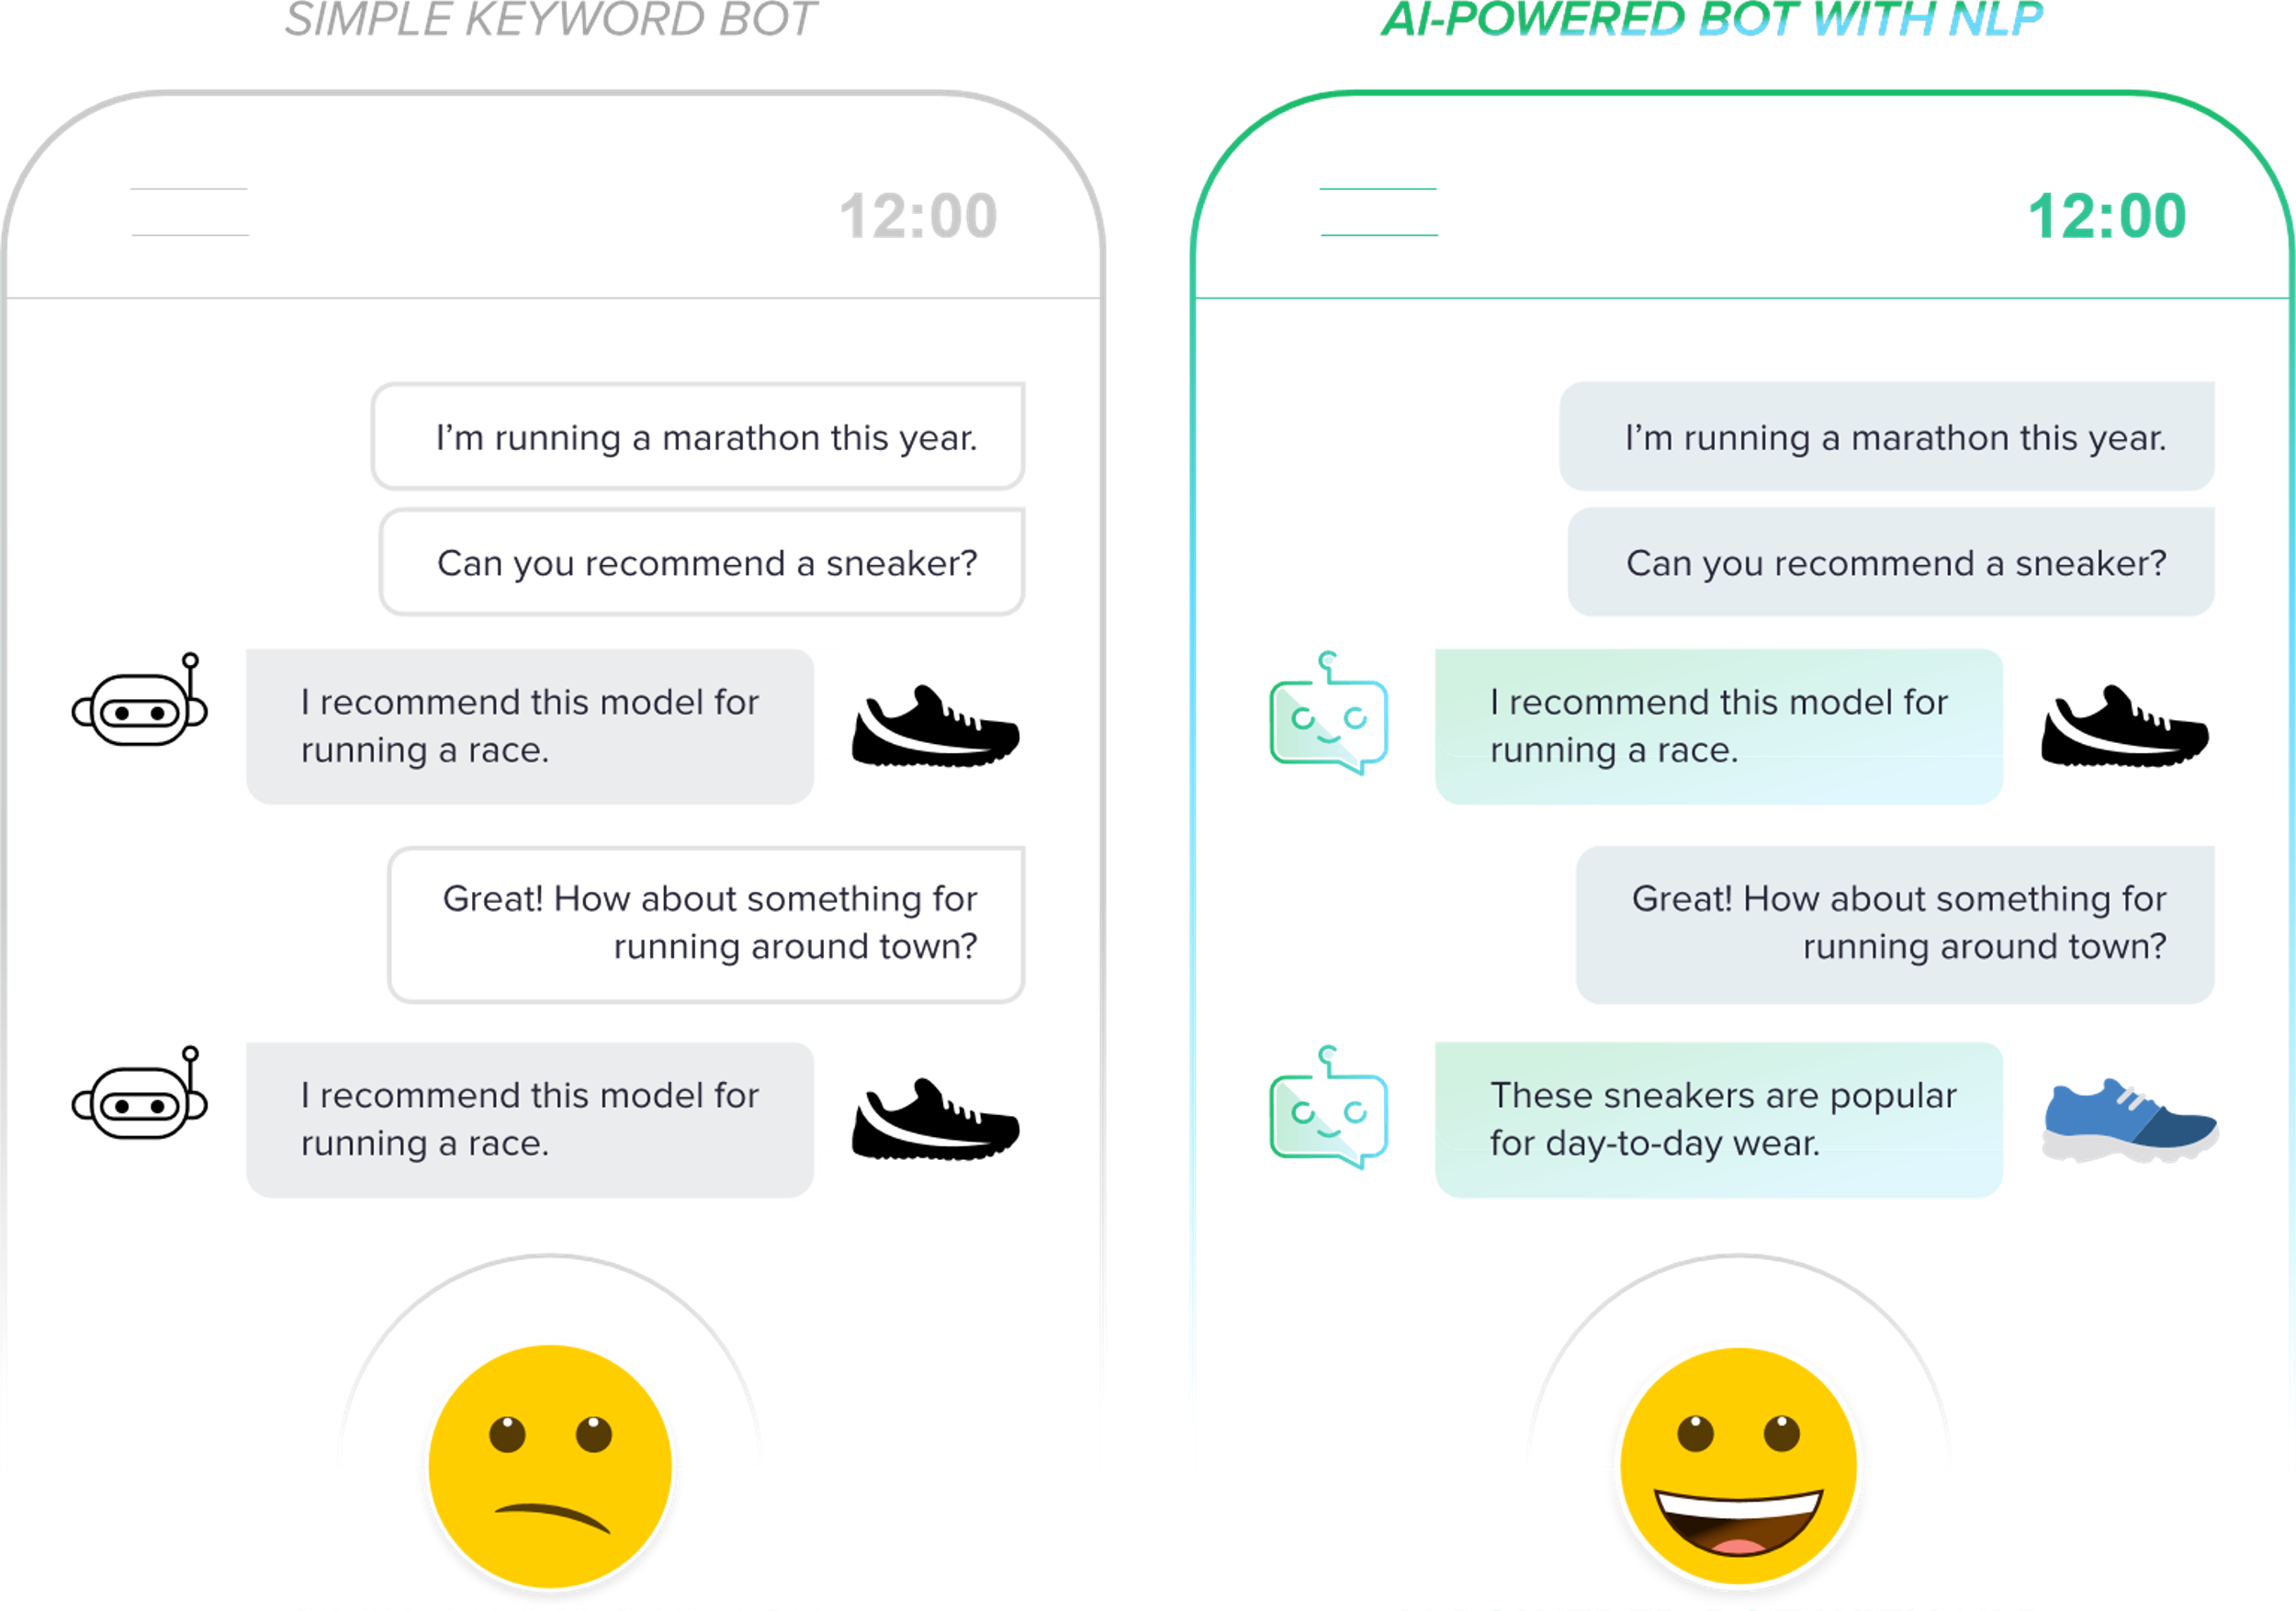 SIMPLE KEYWORD BOT
12:00
I’m running a marathon this year.
Can you recommend a sneaker?
I recommend this model for
running a race.
Great! How about something for
running around town?
I recommend this model for
running a race.
AI-POWERED BOT WITH NLP
12:00
I’m running a marathon this year.
Can you recommend a sneaker?
I recommend this model for
running a race.
Great! How about something for
running around town?
These sneakers are popular
for day-to-day wear.